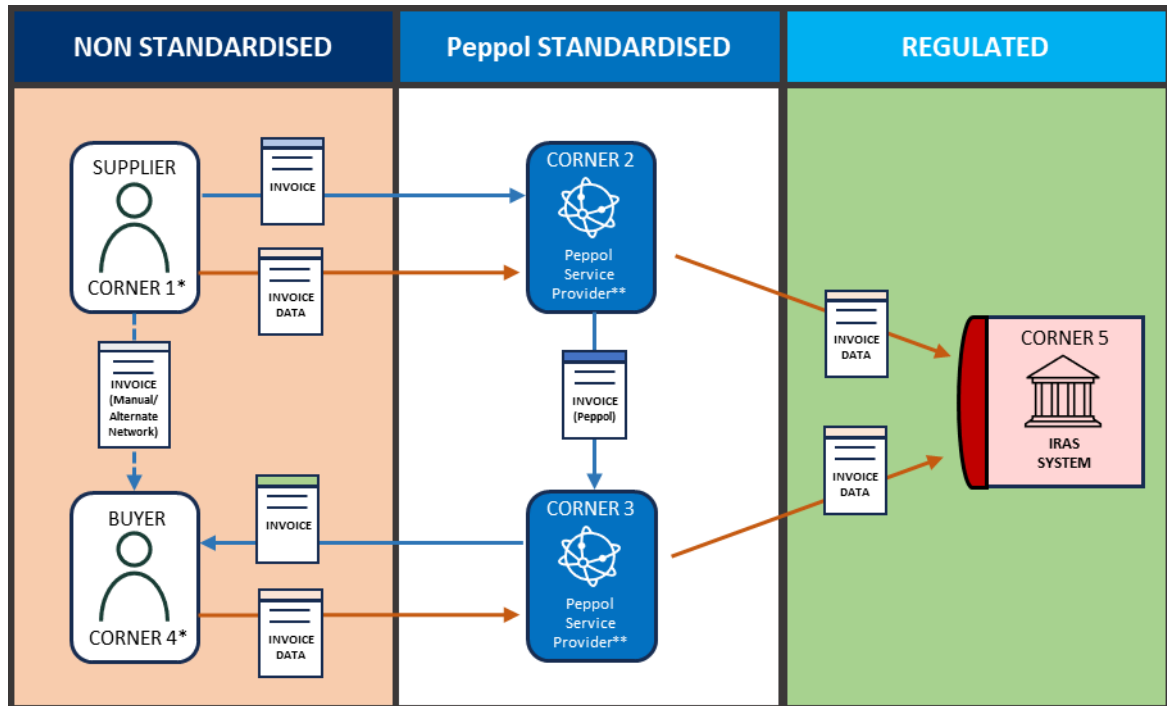 NON STANDARDISED
Peppol STANDARDISED
REGULATED
SUPPLIER
CORNER 1*
INVOICE
INVOICE
DATA
CORNER 2
Peppol
Service
Provider**
INVOICE
(Manual/
Alternate
Network)
INVOICE
(Peppol)
INVOICE
DATA
CORNER 5
IRAS
SYSTEM
INVOICE
DATA
BUYER
CORNER 4*
INVOICE
INVOICE
DATA
CORNER 3
Peppol
Service
Provider**